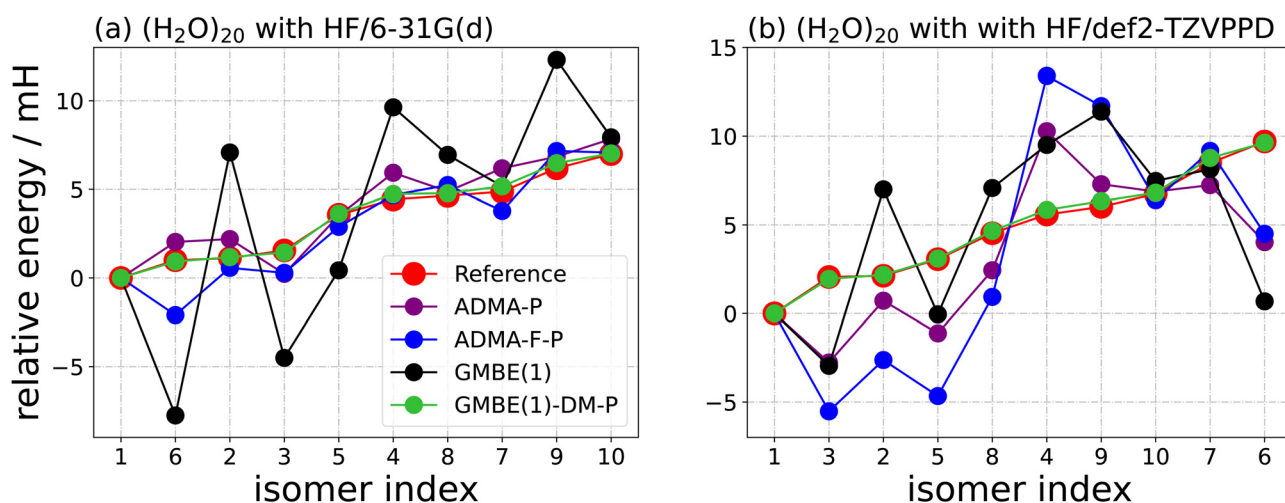 (a) (H₂O)₂₀ with HF/6-31G(d)
relative energy / mH
10
5
0
−5
Reference
ADMA-P
ADMA-F-P
GMBE(1)
GMBE(1)-DM-P
1 6 2 3 5 4 8 7 9 10
isomer index
(b) (H₂O)₂₀ with with HF/def2-TZVPPD
15
10
5
0
−5
1 3 2 5 8 4 9 10 7 6
isomer index